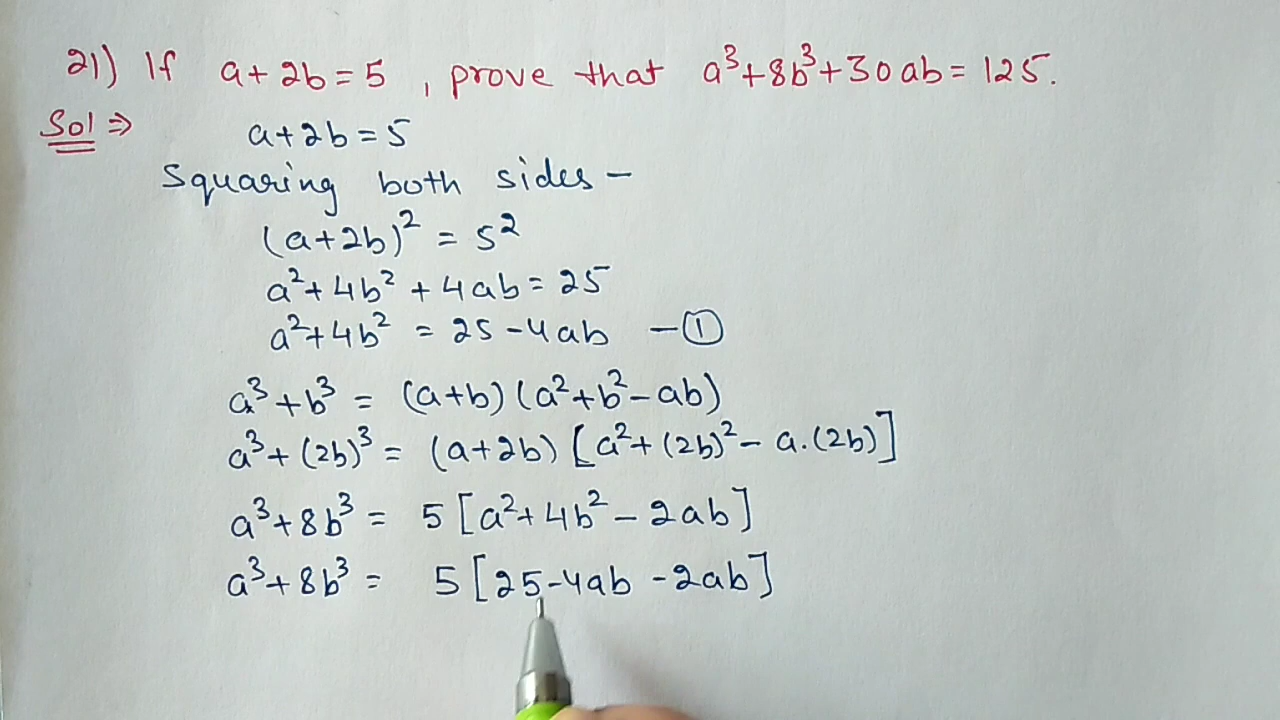 21) If a+2b=5, prove that a³+8b³+30ab=125.
Sol ⇒ a+2b=5
Squaring both sides –
(a+2b)² = 5²
a²+4b²+4ab=25
a²+4b² = 25-4ab —①
a³+b³ = (a+b)(a²+b²-ab)
a³+(2b)³ = (a+2b)[a²+(2b)²-a.(2b)]
a³+8b³ = 5[a²+4b²-2ab]
a³+8b³ = 5[25-4ab-2ab]